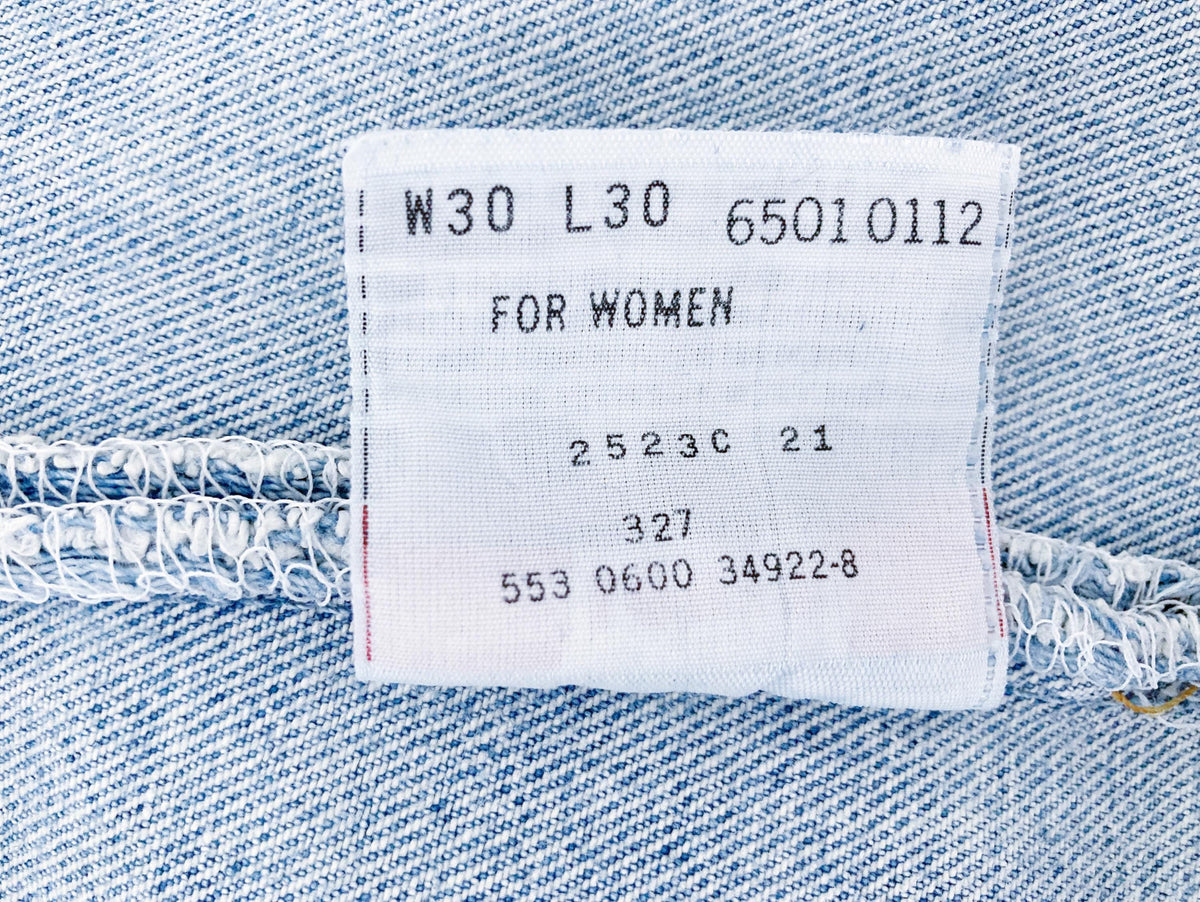 W30 L30 65010112
FOR WOMEN
2523C 21
327
553 0600 34922-8